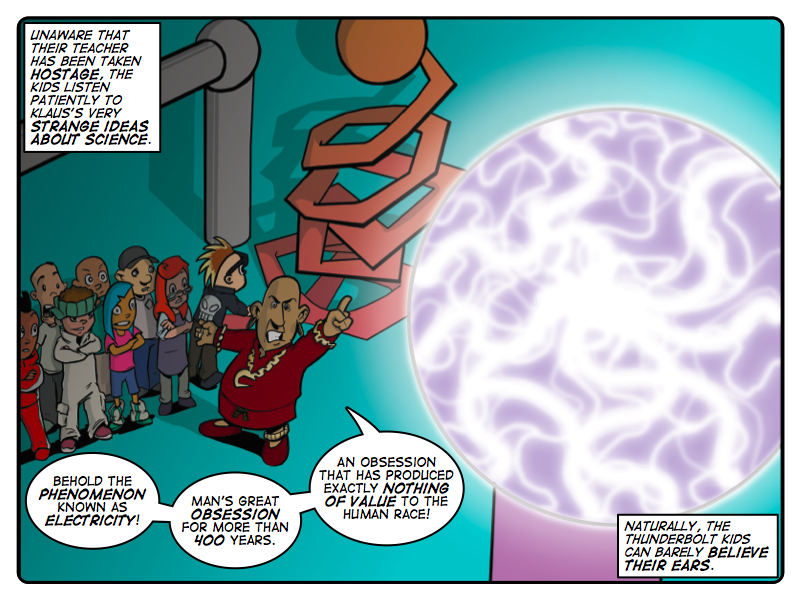 UNAWARE THAT
THEIR TEACHER
HAS BEEN TAKEN
HOSTAGE, THE
KIDS LISTEN
PATIENTLY TO
KLAUS'S VERY
STRANGE IDEAS
ABOUT SCIENCE.
BEHOLD THE
PHENOMENON
KNOWN AS
ELECTRICITY!
MAN'S GREAT
OBSESSION
FOR MORE THAN
400 YEARS.
AN OBSESSION
THAT HAS PRODUCED
EXACTLY NOTHING
OF VALUE TO THE
HUMAN RACE!
NATURALLY, THE
THUNDERBOLT KIDS
CAN BARELY BELIEVE
THEIR EARS.